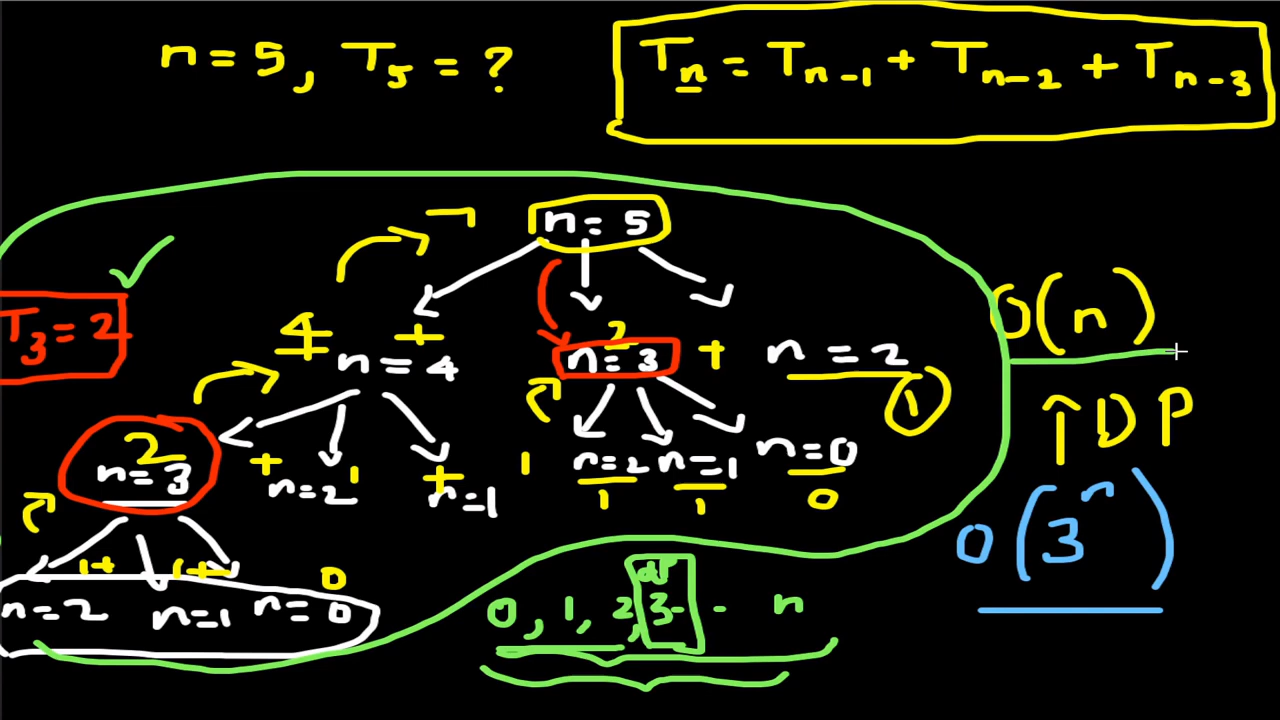 n = 5, T5 = ?
Tn = Tn-1 + Tn-2 + Tn-3
n = 5
T3 = 2
4 + 2
n = 4 n = 3 + n = 2
1
2
n = 3 + n = 2 1 + n = 1 1
n = 2 n = 1 n = 0
1 1 0
1 + 1 + 0
n = 2 n = 1 n = 0
dP
0, 1, 2, 3 - - n
O(n)
↑ D P
O(3^n)